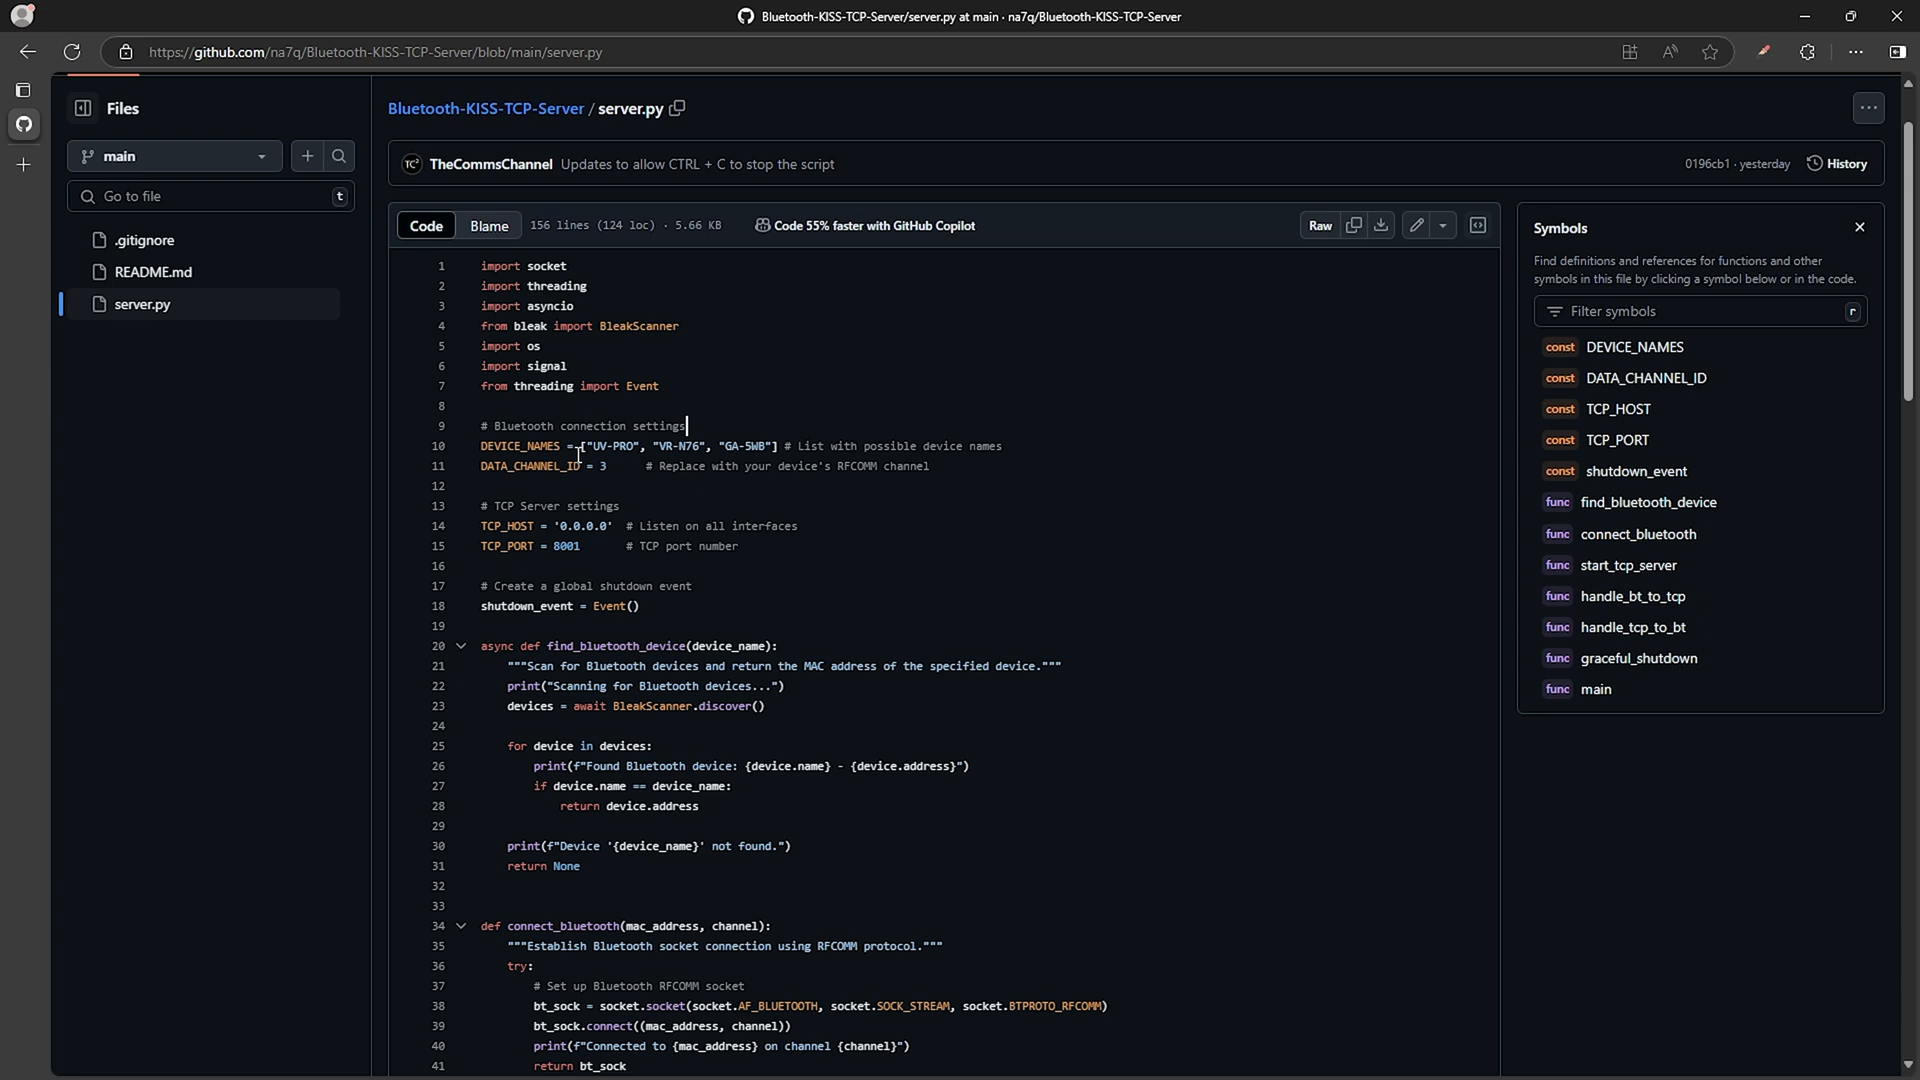 Bluetooth-KISS-TCP-Server/server.py at main · na7q/Bluetooth-KISS-TCP-Server
https://github.com/na7q/Bluetooth-KISS-TCP-Server/blob/main/server.py
Files
main
Go to file
t
.gitignore
README.md
server.py
Bluetooth-KISS-TCP-Server / server.py
TC² TheCommsChannel Updates to allow CTRL + C to stop the script
0196cb1 · yesterday History
Code Blame 156 lines (124 loc) · 5.66 KB Code 55% faster with GitHub Copilot Raw
1 import socket
2 import threading
3 import asyncio
4 from bleak import BleakScanner
5 import os
6 import signal
7 from threading import Event
8
9 # Bluetooth connection settings
10 DEVICE_NAMES = ["UV-PRO", "VR-N76", "GA-5WB"] # List with possible device names
11 DATA_CHANNEL_ID = 3 # Replace with your device's RFCOMM channel
12
13 # TCP Server settings
14 TCP_HOST = '0.0.0.0' # Listen on all interfaces
15 TCP_PORT = 8001 # TCP port number
16
17 # Create a global shutdown event
18 shutdown_event = Event()
19
20 async def find_bluetooth_device(device_name):
21 """Scan for Bluetooth devices and return the MAC address of the specified device."""
22 print("Scanning for Bluetooth devices...")
23 devices = await BleakScanner.discover()
24
25 for device in devices:
26 print(f"Found Bluetooth device: {device.name} - {device.address}")
27 if device.name == device_name:
28 return device.address
29
30 print(f"Device '{device_name}' not found.")
31 return None
32
33
34 def connect_bluetooth(mac_address, channel):
35 """Establish Bluetooth socket connection using RFCOMM protocol."""
36 try:
37 # Set up Bluetooth RFCOMM socket
38 bt_sock = socket.socket(socket.AF_BLUETOOTH, socket.SOCK_STREAM, socket.BTPROTO_RFCOMM)
39 bt_sock.connect((mac_address, channel))
40 print(f"Connected to {mac_address} on channel {channel}")
41 return bt_sock
Symbols
Find definitions and references for functions and other
symbols in this file by clicking a symbol below or in the code.
Filter symbols
r
const DEVICE_NAMES
const DATA_CHANNEL_ID
const TCP_HOST
const TCP_PORT
const shutdown_event
func find_bluetooth_device
func connect_bluetooth
func start_tcp_server
func handle_bt_to_tcp
func handle_tcp_to_bt
func graceful_shutdown
func main